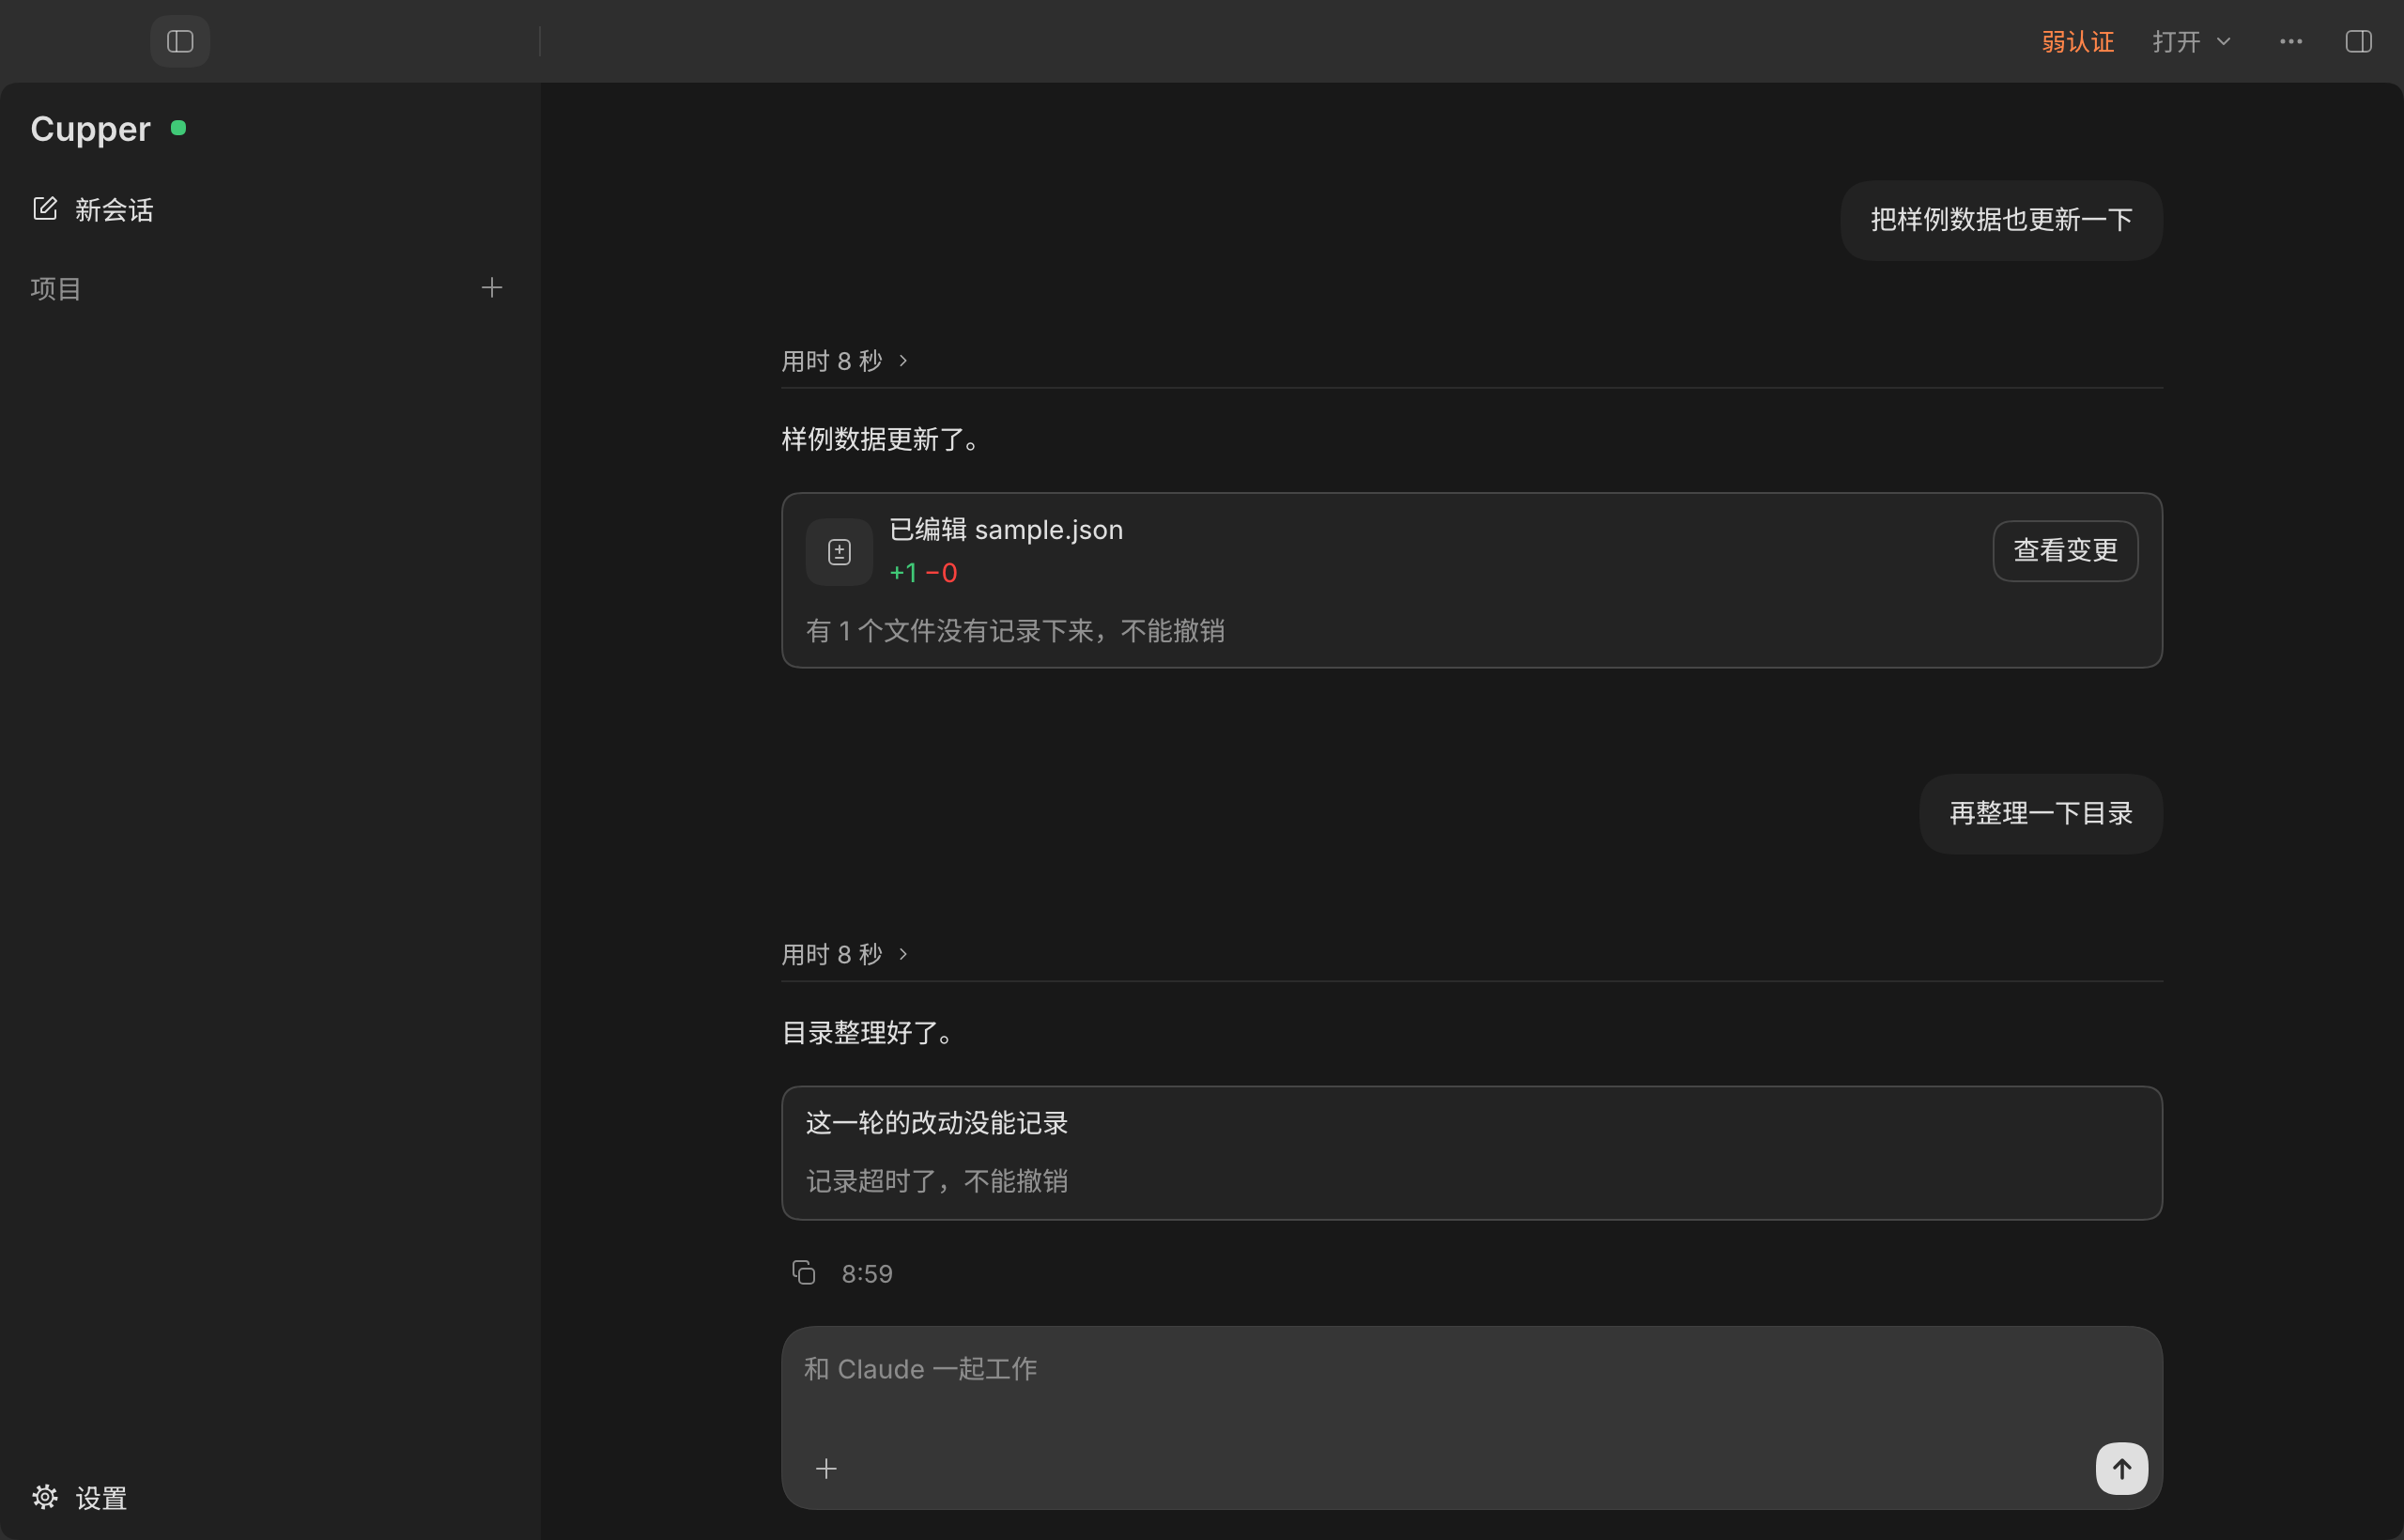 弱认证
打开
Cupper
新会话
项目
把样例数据也更新一下
用时 8 秒
样例数据更新了。
已编辑 sample.json
+1 −0
查看变更
有 1 个文件没有记录下来，不能撤销
再整理一下目录
用时 8 秒
目录整理好了。
这一轮的改动没能记录
记录超时了，不能撤销
8:59
和 Claude 一起工作
设置